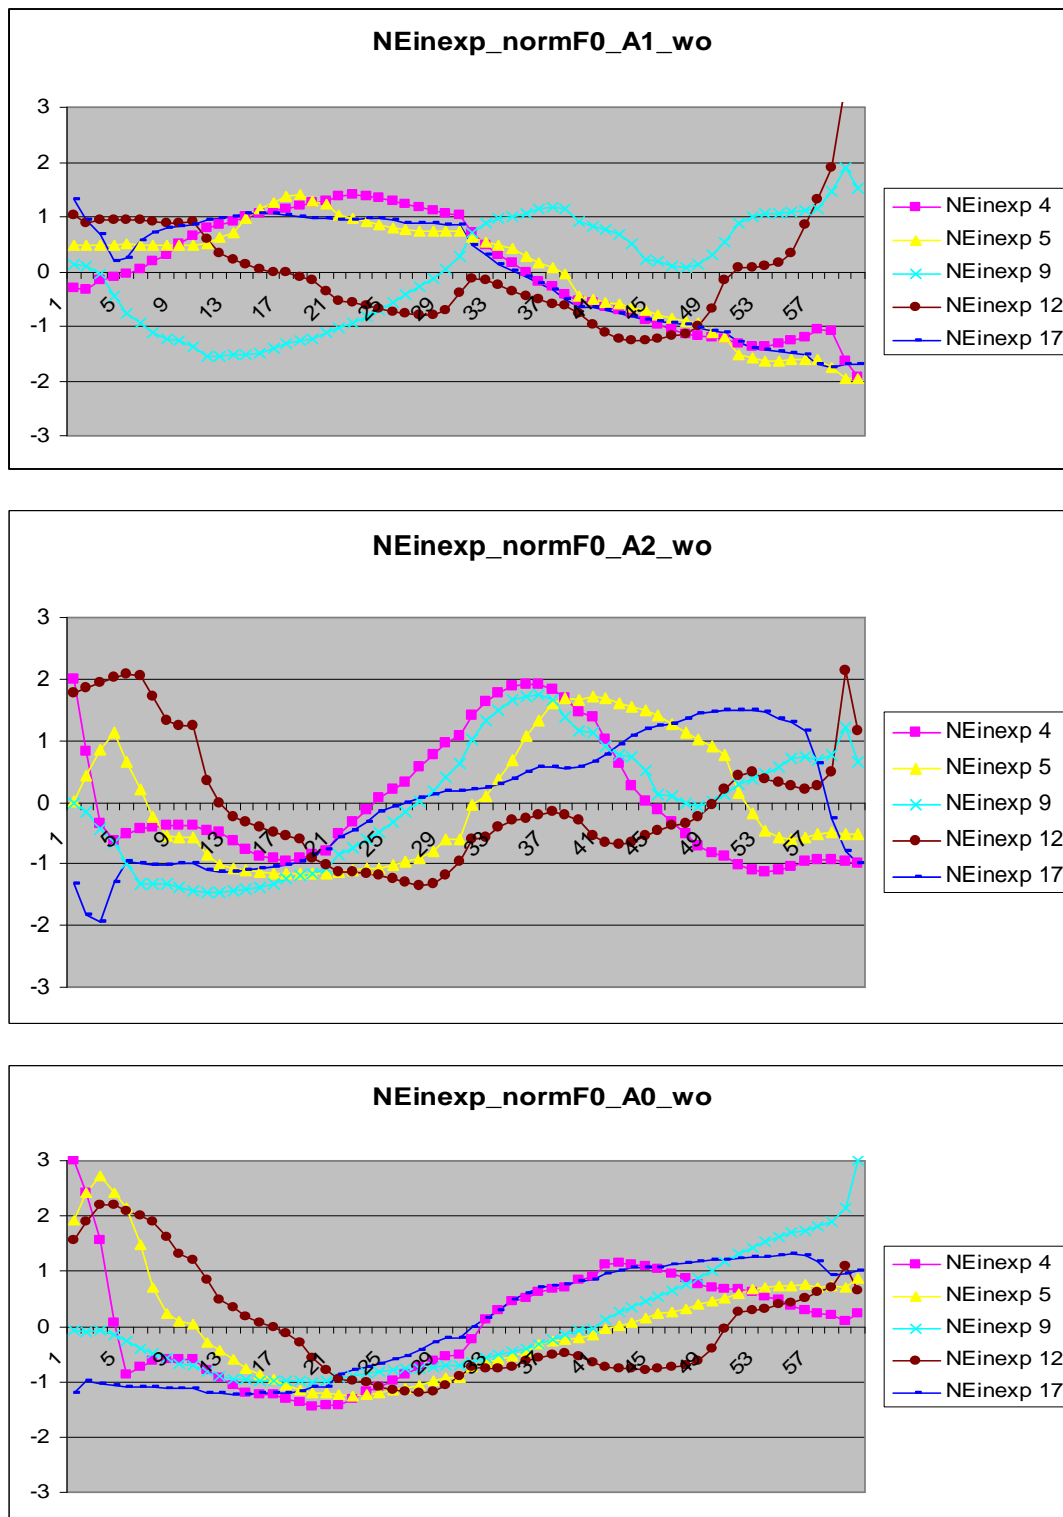 NEinexp_normF0_A1_wo
3
2
1
0
-1
-2
-3
1 5 9 13 17 21 25 29 33 37 41 45 49 53 57
NEinexp 4
NEinexp 5
NEinexp 9
NEinexp 12
NEinexp 17
NEinexp_normF0_A2_wo
3
2
1
0
-1
-2
-3
1 5 9 13 17 21 25 29 33 37 41 45 49 53 57
NEinexp 4
NEinexp 5
NEinexp 9
NEinexp 12
NEinexp 17
NEinexp_normF0_A0_wo
3
2
1
0
-1
-2
-3
1 5 9 13 17 21 25 29 33 37 41 45 49 53 57
NEinexp 4
NEinexp 5
NEinexp 9
NEinexp 12
NEinexp 17